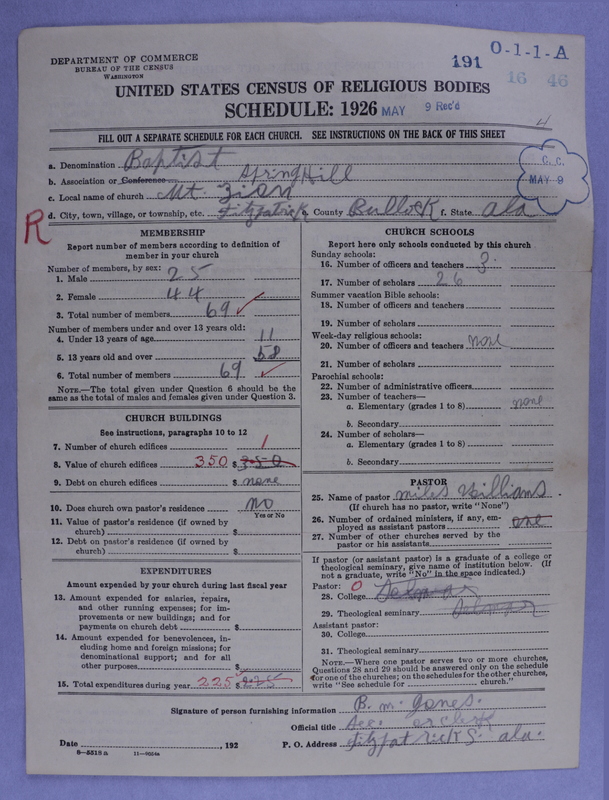 DEPARTMENT OF COMMERCE
BUREAU OF THE CENSUS
WASHINGTON
191
O-1-1-A
16 46
UNITED STATES CENSUS OF RELIGIOUS BODIES
SCHEDULE: 1926
MAY 9 Rec'd
4
FILL OUT A SEPARATE SCHEDULE FOR EACH CHURCH. SEE INSTRUCTIONS ON THE BACK OF THIS SHEET
C. C.
MAY 9
a. Denomination Baptist
b. Association or Conference Spring Hill
c. Local name of church Mt. Zion
d. City, town, village, or township, etc. Fitzpatrick e. County Bullock f. State ala
R
MEMBERSHIP
Report number of members according to definition of member in your church
Number of members, by sex:
1. Male 25
2. Female 44
3. Total number of members 69
Number of members under and over 13 years old:
4. Under 13 years of age 11
5. 13 years old and over 58
6. Total number of members 69
NOTE.—The total given under Question 6 should be the
same as the total of males and females given under Question 3.
CHURCH BUILDINGS
See instructions, paragraphs 10 to 12
7. Number of church edifices 1
8. Value of church edifices 350 $ 350
9. Debt on church edifices $ none
10. Does church own pastor's residence no
Yes or No
11. Value of pastor's residence (if owned by
church) $
12. Debt on pastor's residence (if owned by
church) $
EXPENDITURES
Amount expended by your church during last fiscal year
13. Amount expended for salaries, repairs,
and other running expenses; for im-
provements or new buildings; and for
payments on church debt $
14. Amount expended for benevolences, in-
cluding home and foreign missions; for
denominational support; and for all
other purposes $
15. Total expenditures during year 225 $ 225
CHURCH SCHOOLS
Report here only schools conducted by this church
Sunday schools:
16. Number of officers and teachers 3
17. Number of scholars 26
Summer vacation Bible schools:
18. Number of officers and teachers
19. Number of scholars
Week-day religious schools:
20. Number of officers and teachers none
21. Number of scholars
Parochial schools:
22. Number of administrative officers
23. Number of teachers—
a. Elementary (grades 1 to 8) none
b. Secondary
24. Number of scholars—
a. Elementary (grades 1 to 8)
b. Secondary
PASTOR
25. Name of pastor Miles Williams
(If church has no pastor, write "None")
26. Number of ordained ministers, if any, em-
ployed as assistant pastors one
27. Number of other churches served by the
pastor or his assistants
If pastor (or assistant pastor) is a graduate of a college or
theological seminary, give name of institution below. (If
not a graduate, write "No" in the space indicated.)
Pastor: 0
28. College Selma
29. Theological seminary
Assistant pastor:
30. College
31. Theological seminary
NOTE.—Where one pastor serves two or more churches,
Questions 28 and 29 should be answered only on the schedule
for one of the churches; on the schedules for the other churches,
write "See schedule for church."
Signature of person furnishing information B. M. Jones.
Official title Sec.
Date , 192
P. O. Address Fitzpatrick S. ala.
8—5518a 11—9054a